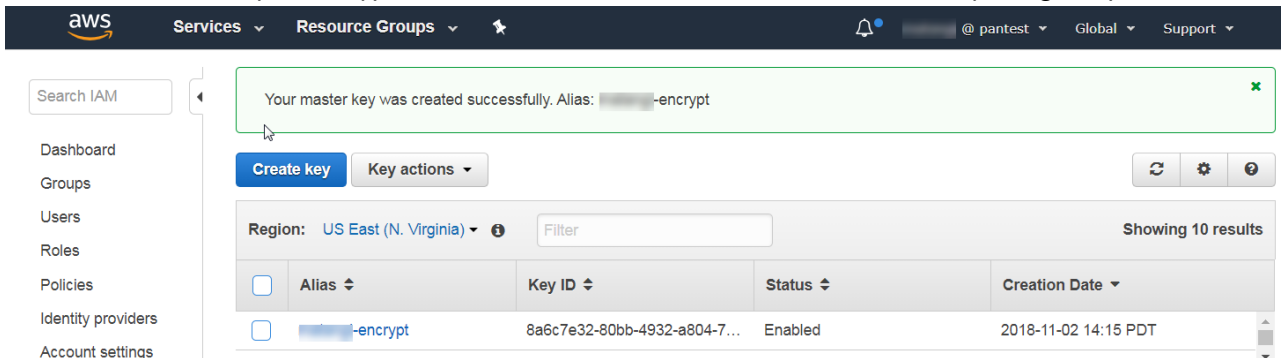 aws Services Resource Groups @ pantest Global Support
Search IAM
Your master key was created successfully. Alias: -encrypt
Dashboard
Create key Key actions
Groups
Users
Region: US East (N. Virginia) Filter Showing 10 results
Roles
Policies
Alias Key ID Status Creation Date
Identity providers
-encrypt 8a6c7e32-80bb-4932-a804-7... Enabled 2018-11-02 14:15 PDT
Account settings